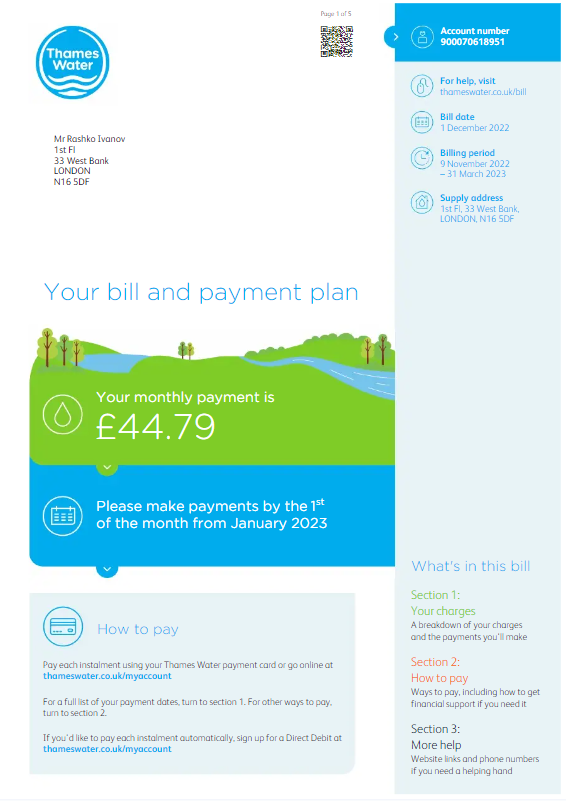 Page 1 of 5
Thames
Water
Mr Rashko Ivanov
1st Fl
33 West Bank
LONDON
N16 5DF
Account number
900070618951
For help, visit
thameswater.co.uk/bill
Bill date
1 December 2022
Billing period
9 November 2022
– 31 March 2023
Supply address
1st Fl, 33 West Bank,
LONDON, N16 5DF
Your bill and payment plan
Your monthly payment is
£44.79
Please make payments by the 1st
of the month from January 2023
How to pay
Pay each instalment using your Thames Water payment card or go online at
thameswater.co.uk/myaccount
For a full list of your payment dates, turn to section 1. For other ways to pay,
turn to section 2.
If you'd like to pay each instalment automatically, sign up for a Direct Debit at
thameswater.co.uk/myaccount
What's in this bill
Section 1:
Your charges
A breakdown of your charges
and the payments you'll make
Section 2:
How to pay
Ways to pay, including how to get
financial support if you need it
Section 3:
More help
Website links and phone numbers
if you need a helping hand